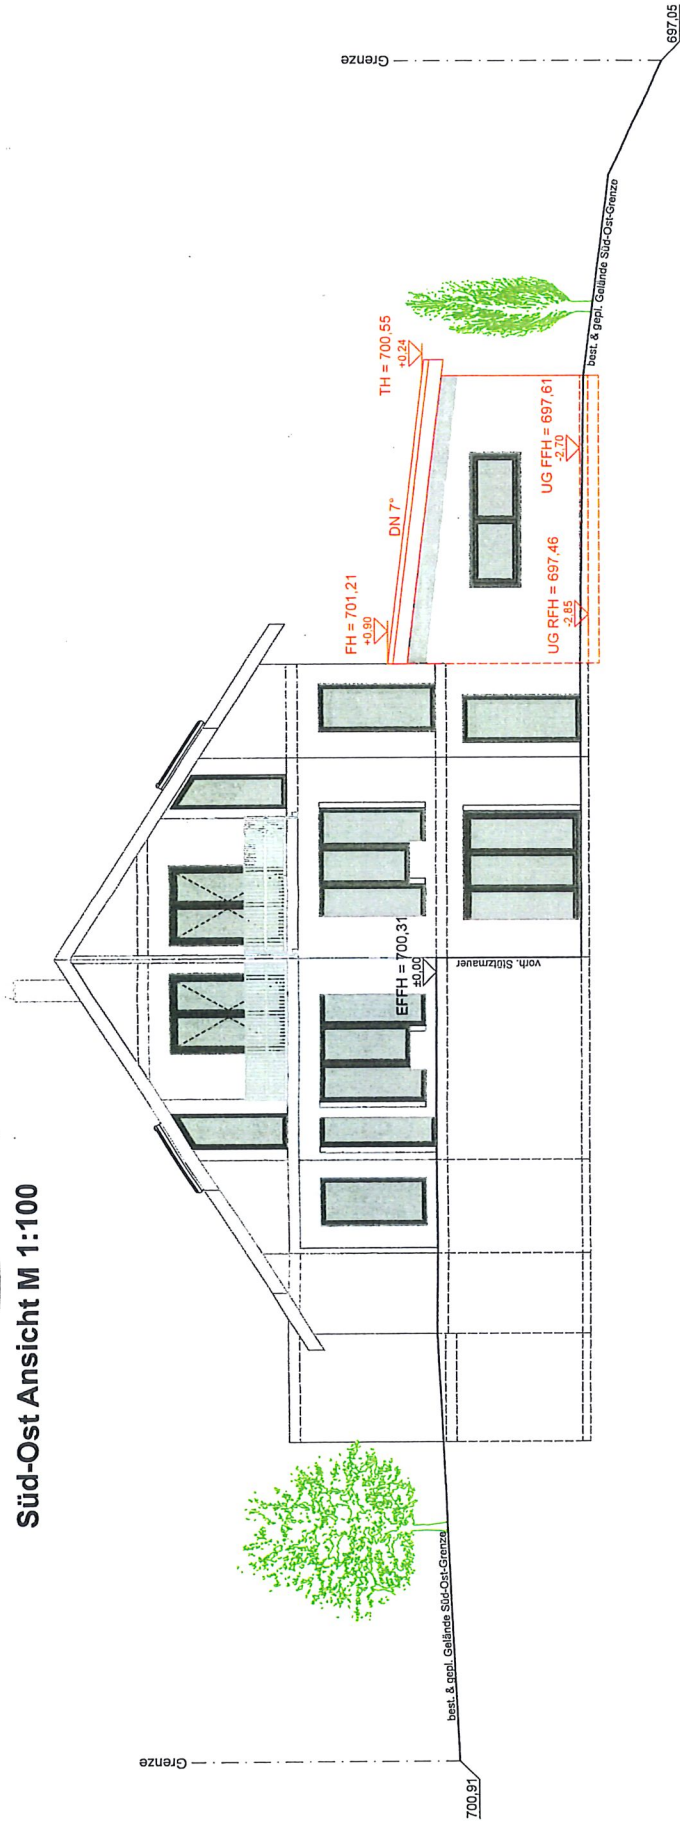 Süd-Ost Ansicht M 1:100
Grenze
700,91
best. & gepl. Gelände Süd-Ost-Grenze
EFFH = 700,31
±0,00
vorh. Stützmauer
FH = 701,21
+0,90
DN 7°
TH = 700,55
+0,24
UG RFH = 697,46
-2,85
UG FFH = 697,61
-2,70
best. & gepl. Gelände Süd-Ost-Grenze
Grenze
697,05